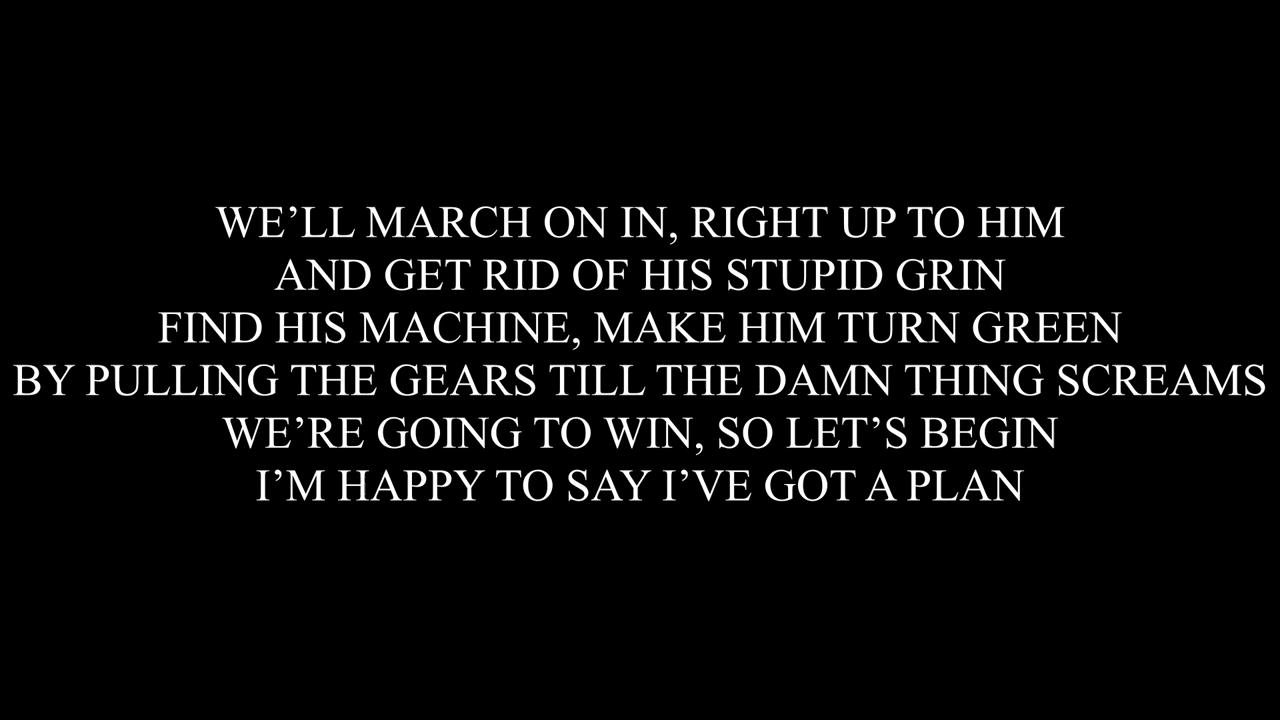 WE’LL MARCH ON IN, RIGHT UP TO HIM
AND GET RID OF HIS STUPID GRIN
FIND HIS MACHINE, MAKE HIM TURN GREEN
BY PULLING THE GEARS TILL THE DAMN THING SCREAMS
WE’RE GOING TO WIN, SO LET’S BEGIN
I’M HAPPY TO SAY I’VE GOT A PLAN